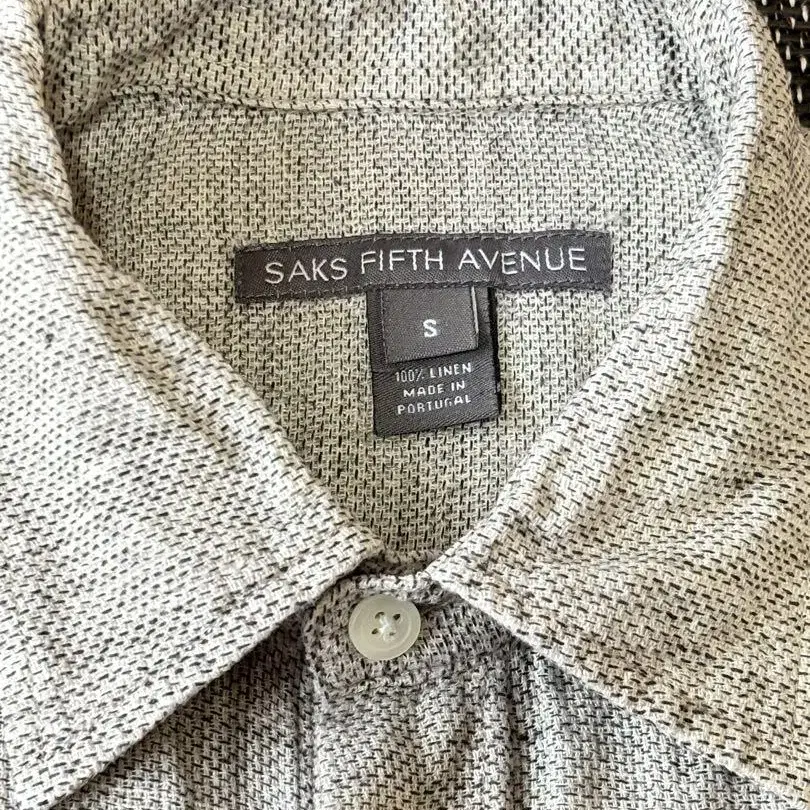 SAKS FIFTH AVENUE
S
100% LINEN
MADE IN
PORTUGAL